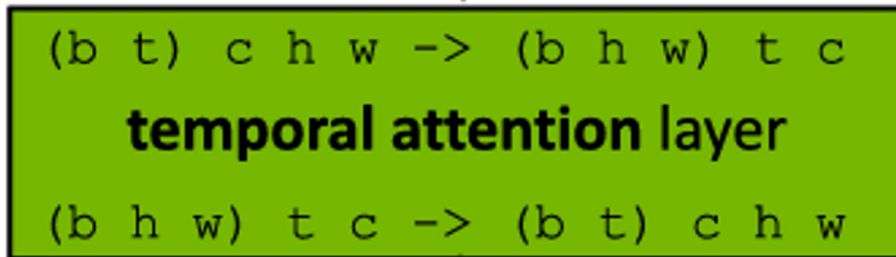 (b t) c h w -> (b h w) t c
temporal attention layer
(b h w) t c -> (b t) c h w